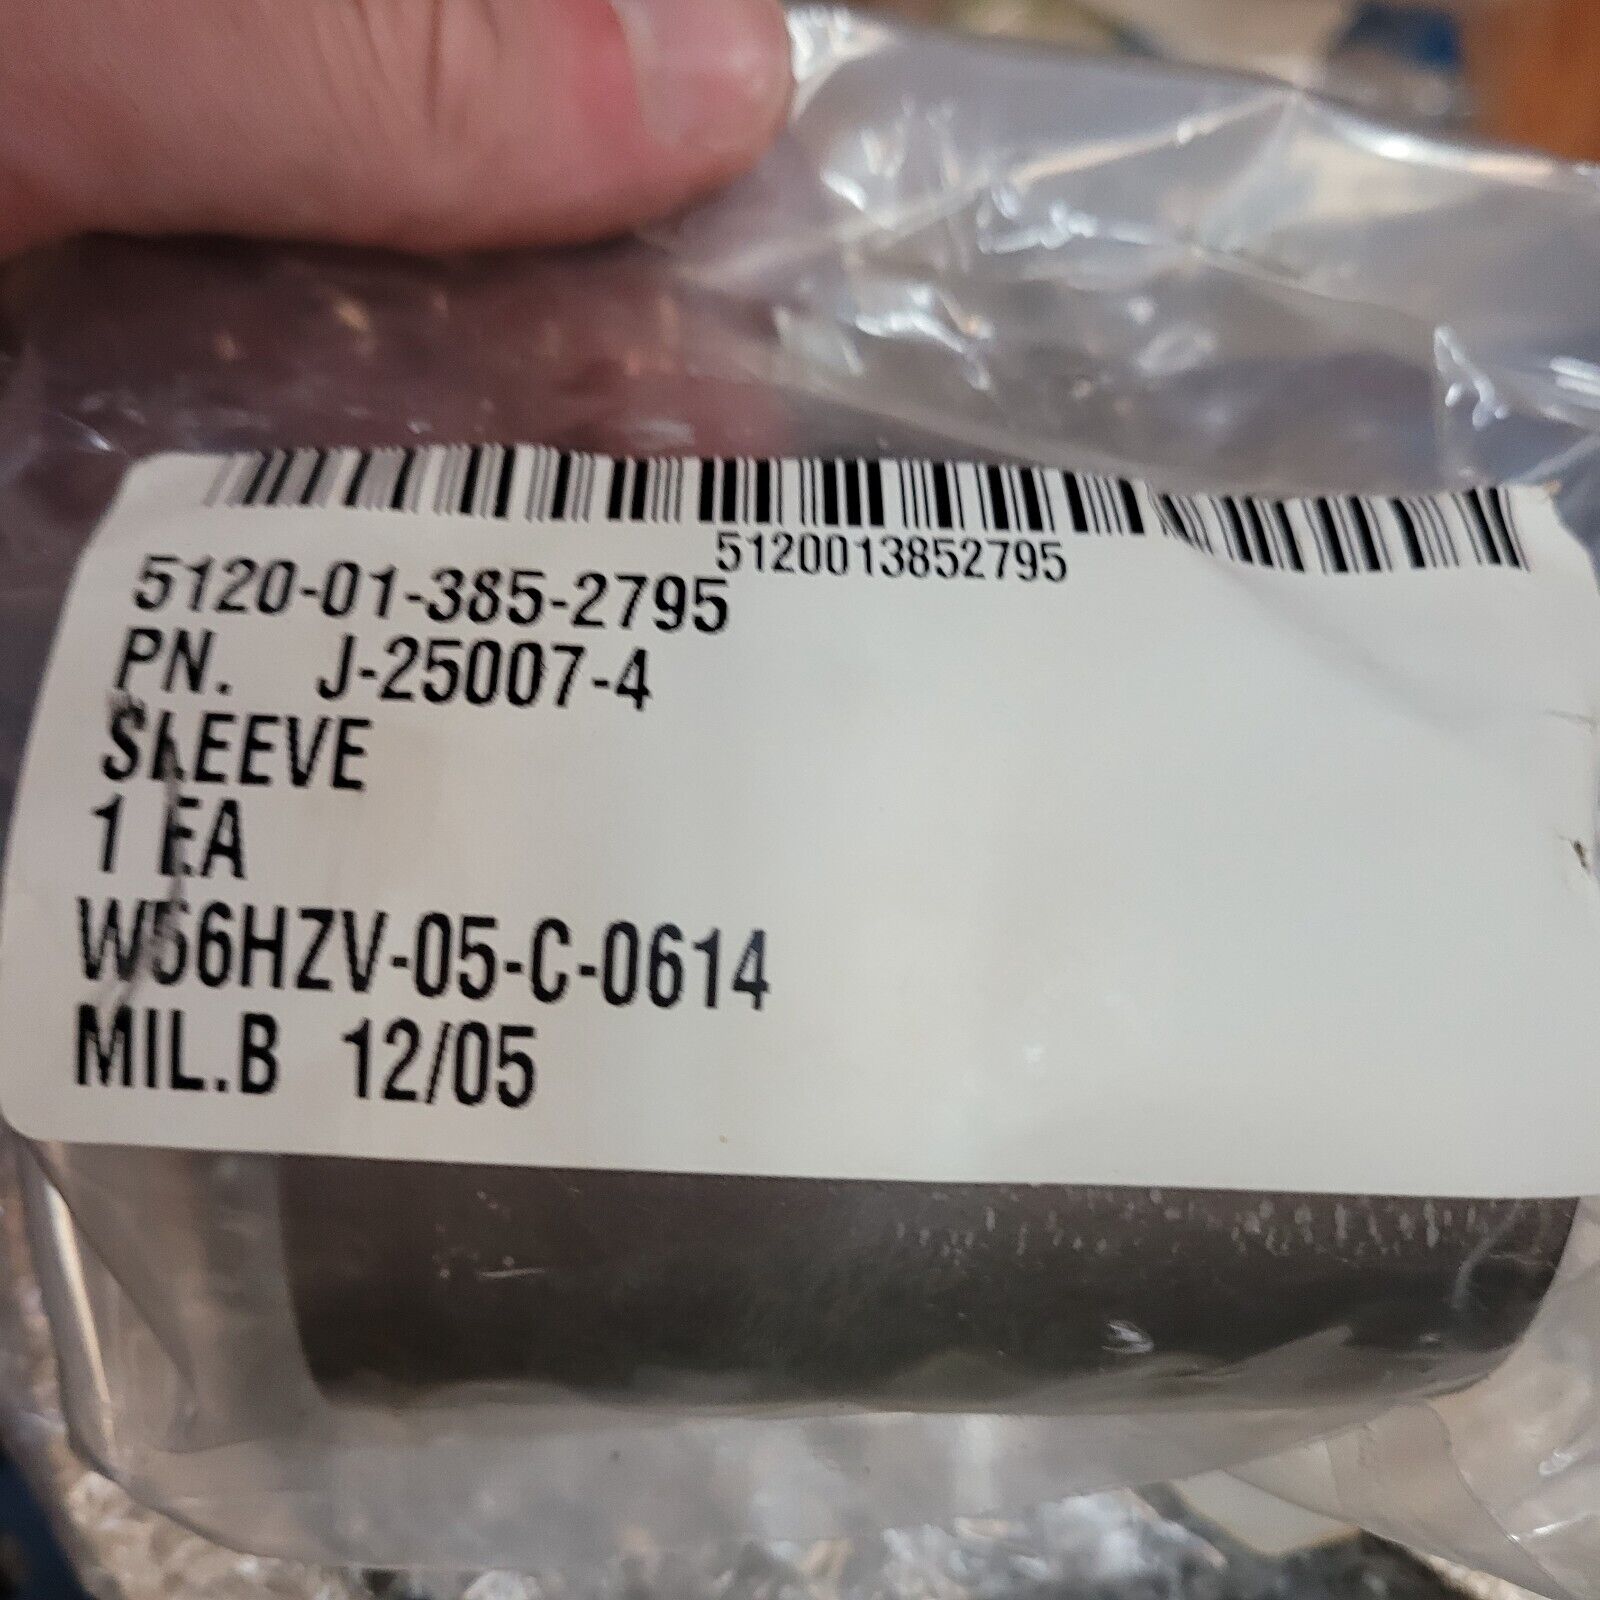 5120013852795
5120-01-385-2795
PN. J-25007-4
SLEEVE
1 EA
W56HZV-05-C-0614
MIL.B 12/05